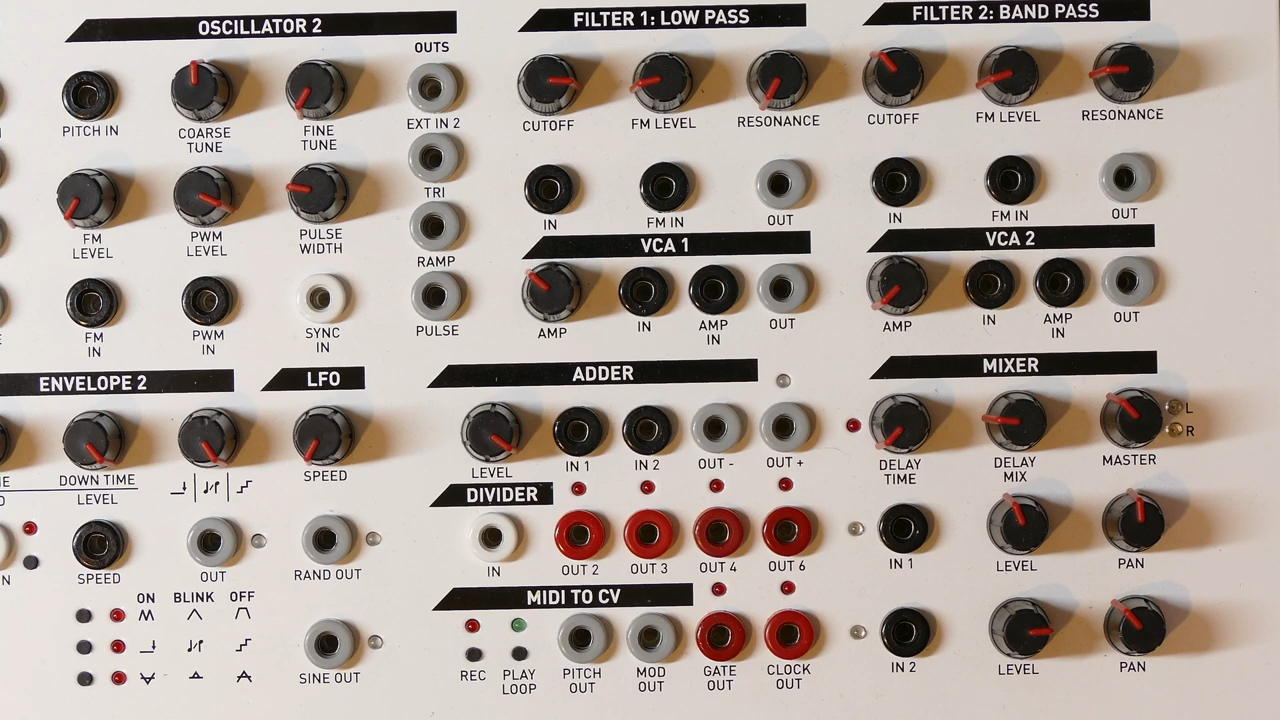 OSCILLATOR 2
OUTS
PITCH IN
COARSE
TUNE
FINE
TUNE
EXT IN 2
FM
LEVEL
PWM
LEVEL
PULSE
WIDTH
TRI
RAMP
FM
IN
PWM
IN
SYNC
IN
PULSE
FILTER 1: LOW PASS
CUTOFF
FM LEVEL
RESONANCE
IN
FM IN
OUT
FILTER 2: BAND PASS
CUTOFF
FM LEVEL
RESONANCE
IN
FM IN
OUT
VCA 1
AMP
IN
AMP
IN
OUT
VCA 2
AMP
IN
AMP
IN
OUT
ENVELOPE 2
DOWN TIME
LEVEL
SPEED
OUT
ON BLINK OFF
LFO
SPEED
RAND OUT
SINE OUT
ADDER
LEVEL
IN 1
IN 2
OUT -
OUT +
DIVIDER
IN
OUT 2
OUT 3
OUT 4
OUT 6
MIDI TO CV
REC
PLAY
LOOP
PITCH
OUT
MOD
OUT
GATE
OUT
CLOCK
OUT
MIXER
DELAY
TIME
DELAY
MIX
MASTER
L
R
IN 1
LEVEL
PAN
IN 2
LEVEL
PAN